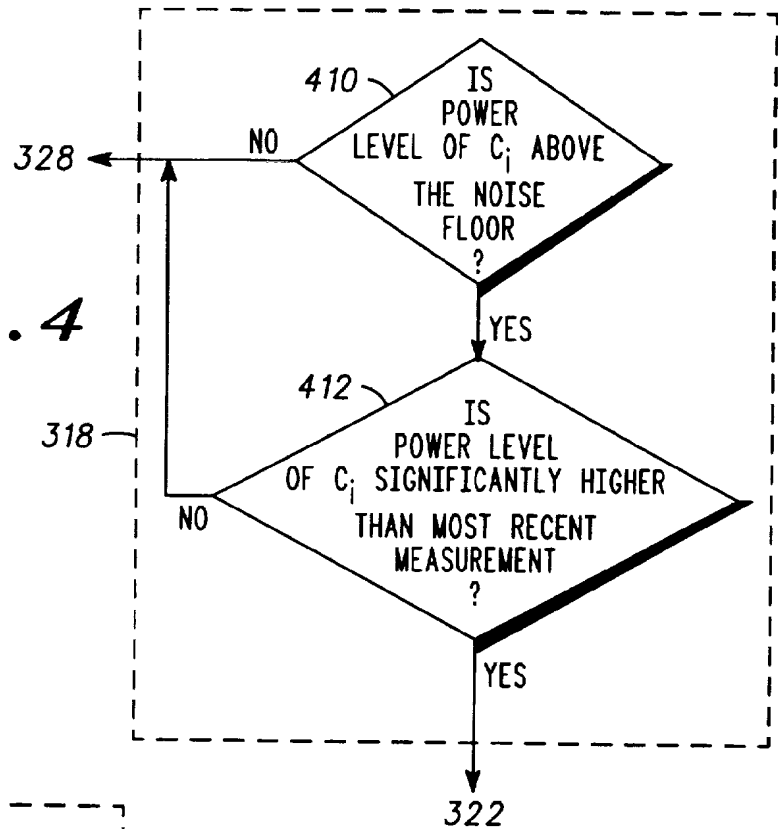 410
IS
POWER
LEVEL OF Ci ABOVE
THE NOISE
FLOOR
?
NO
328
YES
. 4
412
318
IS
POWER LEVEL
OF Ci SIGNIFICANTLY HIGHER
THAN MOST RECENT
MEASUREMENT
?
NO
YES
322